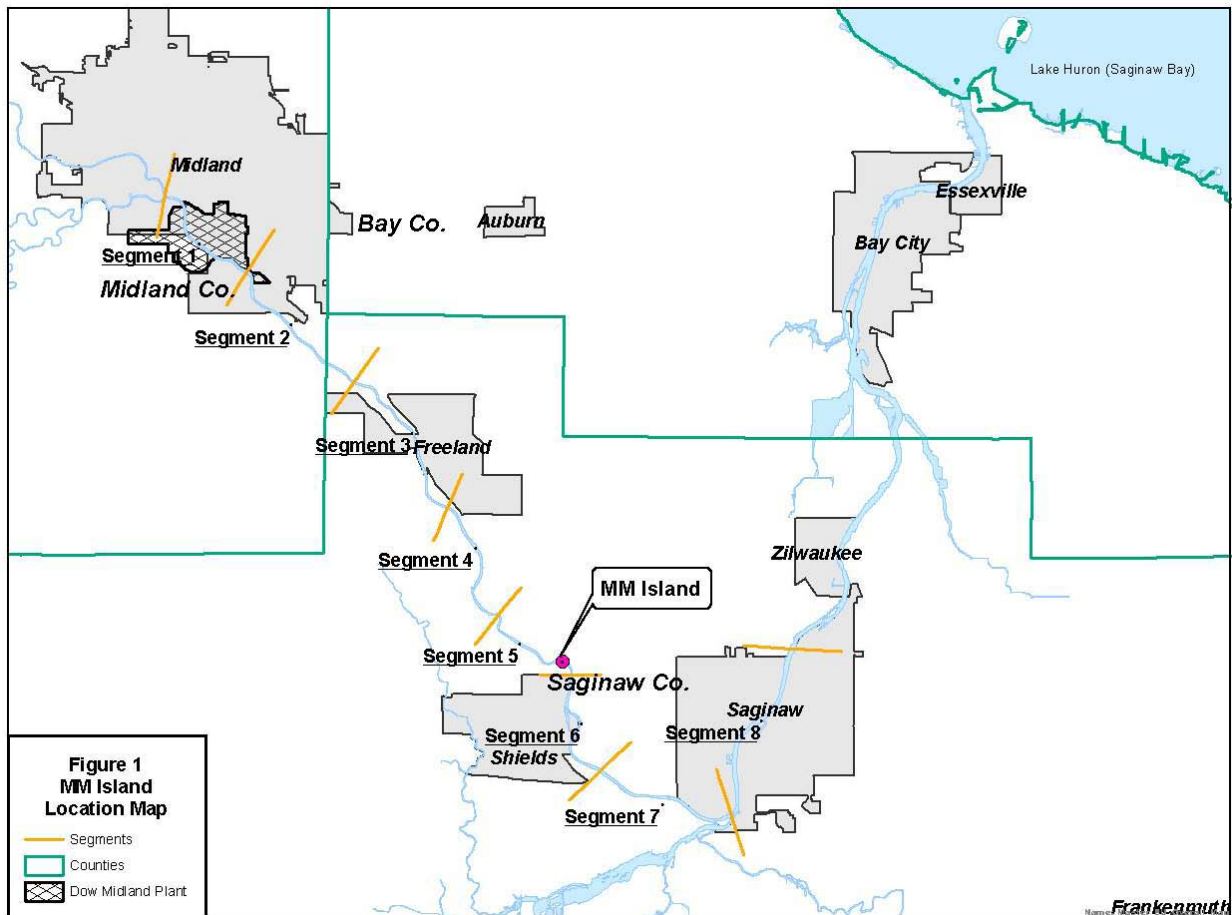 Lake Huron (Saginaw Bay)
Midland
Essexville
Bay Co.
Auburn
Bay City
Segment 1
Midland Co.
Segment 2
Segment 3
Freeland
Segment 4
Zilwaukee
MM Island
Segment 5
Saginaw Co.
Saginaw
Segment 6
Segment 8
Shields
Segment 7
Figure 1
MM Island
Location Map
Segments
Counties
Dow Midland Plant
Frankenmuth